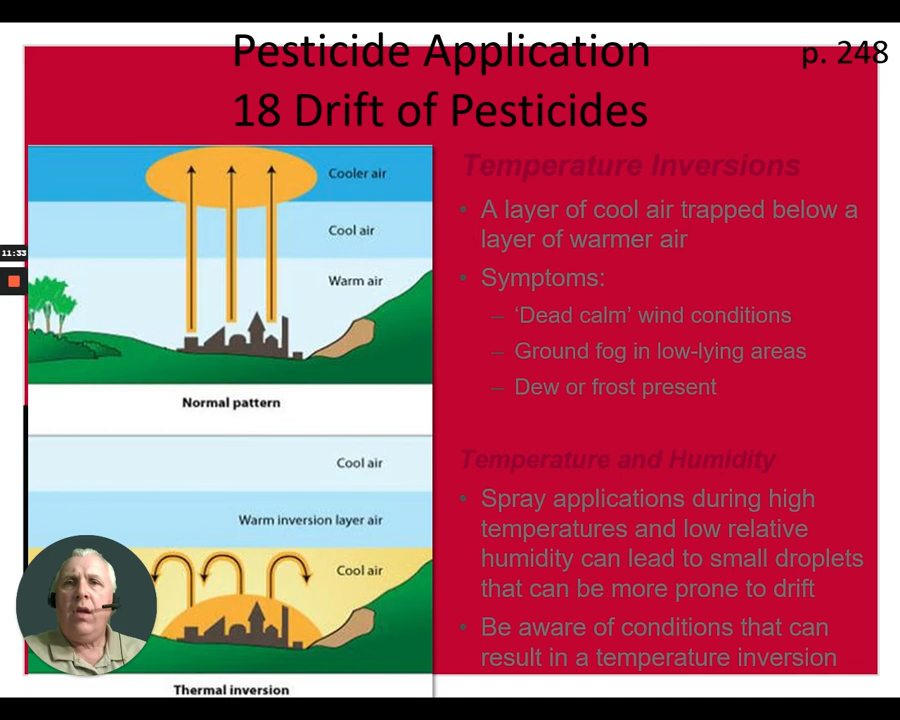 Pesticide Application
18 Drift of Pesticides
p. 248
Cooler air
Cool air
Warm air
Normal pattern
Cool air
Warm inversion layer air
Cool air
Thermal inversion
11:33
Temperature Inversions
• A layer of cool air trapped below a
layer of warmer air
• Symptoms:
– ‘Dead calm’ wind conditions
– Ground fog in low-lying areas
– Dew or frost present
Temperature and Humidity
• Spray applications during high
temperatures and low relative
humidity can lead to small droplets
that can be more prone to drift
• Be aware of conditions that can
result in a temperature inversion